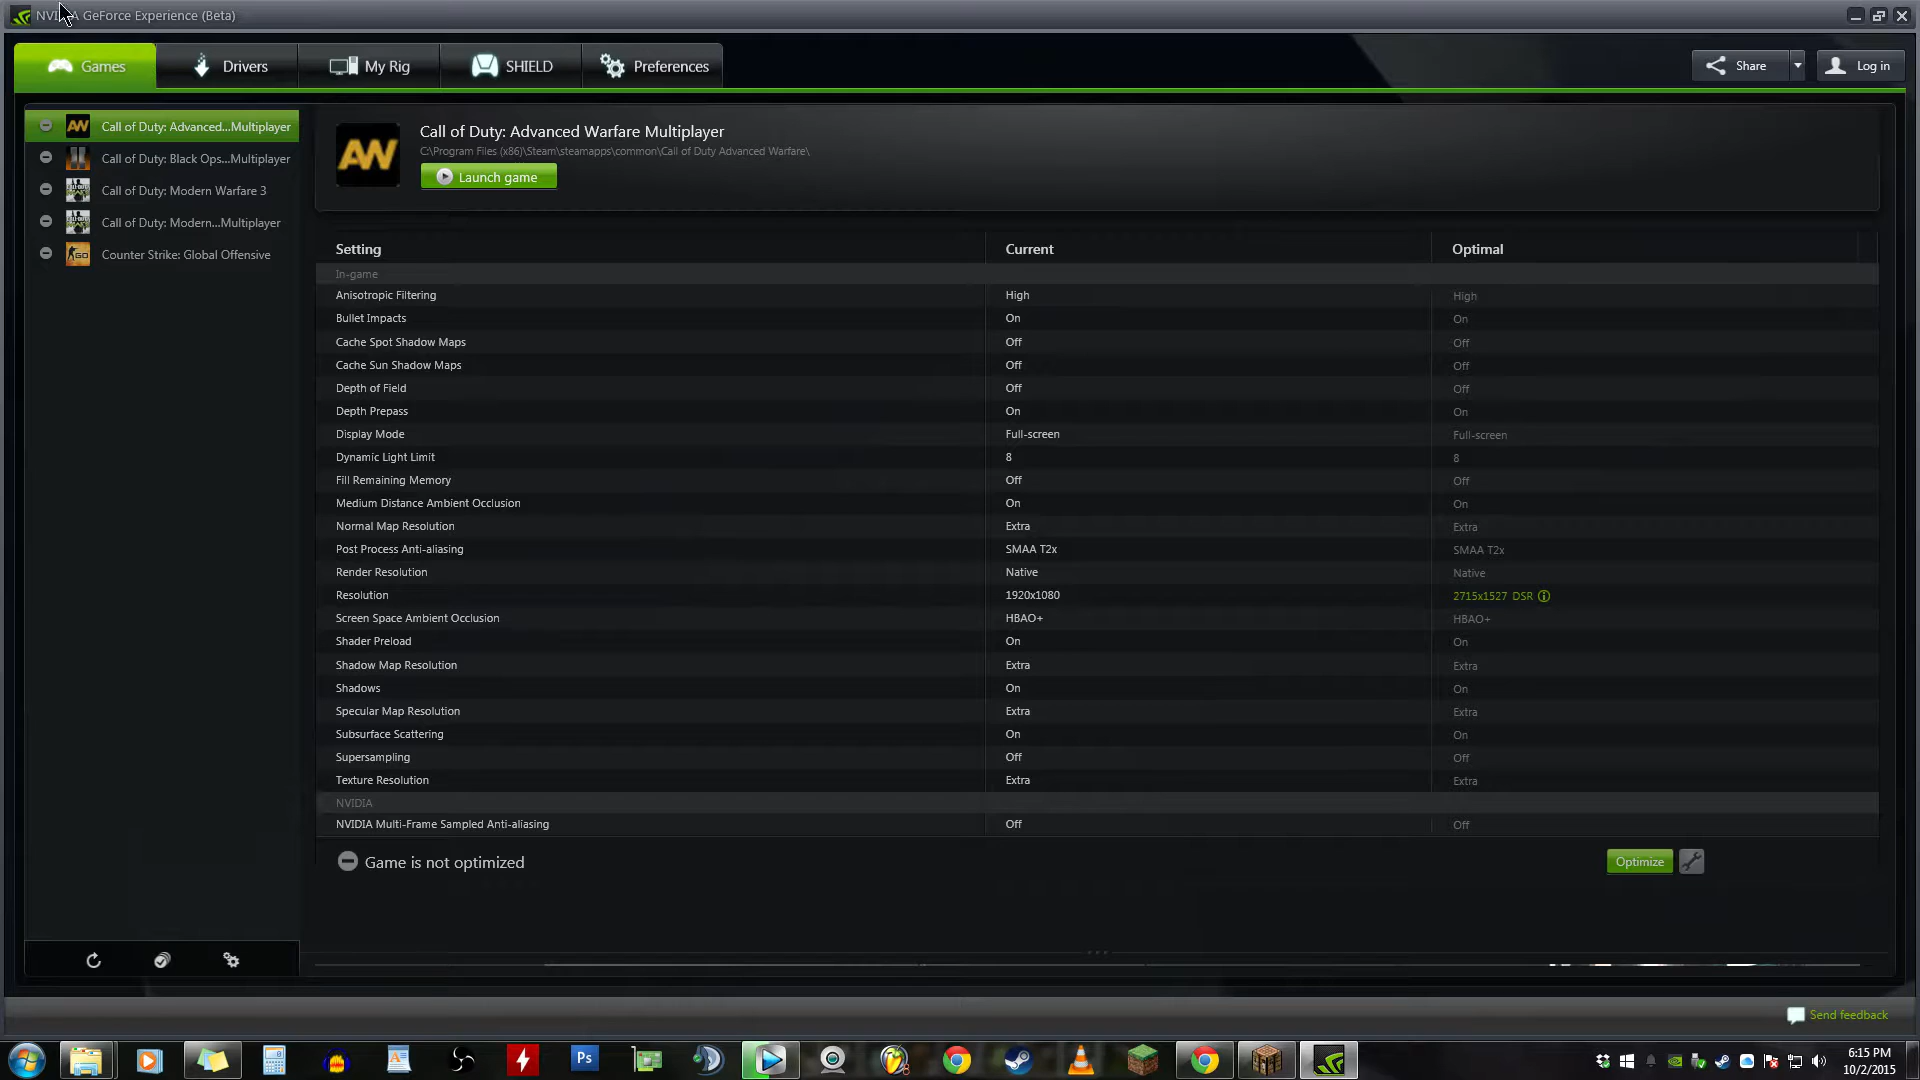 NVIDIA GeForce Experience (Beta)
Games
Drivers
My Rig
SHIELD
Preferences
Share
Log in
Call of Duty: Advanced...Multiplayer
Call of Duty: Black Ops...Multiplayer
Call of Duty: Modern Warfare 3
Call of Duty: Modern...Multiplayer
Counter Strike: Global Offensive
AW
Call of Duty: Advanced Warfare Multiplayer
C:\Program Files (x86)\Steam\steamapps\common\Call of Duty Advanced Warfare\
Launch game
Setting Current Optimal
In-game
Anisotropic Filtering High High
Bullet Impacts On On
Cache Spot Shadow Maps Off Off
Cache Sun Shadow Maps Off Off
Depth of Field Off Off
Depth Prepass On On
Display Mode Full-screen Full-screen
Dynamic Light Limit 8 8
Fill Remaining Memory Off Off
Medium Distance Ambient Occlusion On On
Normal Map Resolution Extra Extra
Post Process Anti-aliasing SMAA T2x SMAA T2x
Render Resolution Native Native
Resolution 1920x1080 2715x1527 DSR
Screen Space Ambient Occlusion HBAO+ HBAO+
Shader Preload On On
Shadow Map Resolution Extra Extra
Shadows On On
Specular Map Resolution Extra Extra
Subsurface Scattering On On
Supersampling Off Off
Texture Resolution Extra Extra
NVIDIA
NVIDIA Multi-Frame Sampled Anti-aliasing Off Off
Game is not optimized
Optimize
Send feedback
Ps
6:15 PM
10/2/2015